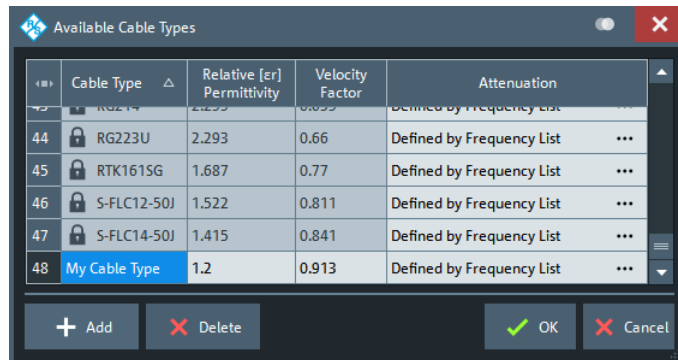 Available Cable Types
Cable Type Relative [εr] Permittivity Velocity Factor Attenuation
44 RG223U 2.293 0.66 Defined by Frequency List ...
45 RTK161SG 1.687 0.77 Defined by Frequency List ...
46 S-FLC12-50J 1.522 0.811 Defined by Frequency List ...
47 S-FLC14-50J 1.415 0.841 Defined by Frequency List ...
48 My Cable Type 1.2 0.913 Defined by Frequency List ...
Add Delete OK Cancel